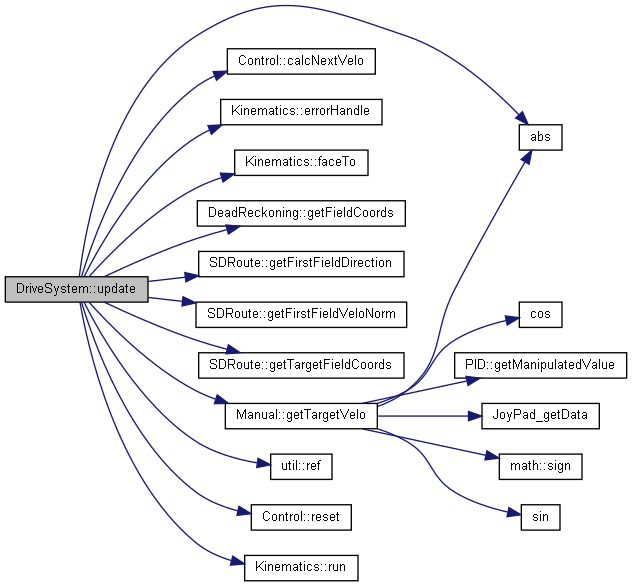 Control::calcNextVelo
Kinematics::errorHandle
abs
Kinematics::faceTo
DeadReckoning::getFieldCoords
SDRoute::getFirstFieldDirection
DriveSystem::update
SDRoute::getFirstFieldVeloNorm
cos
SDRoute::getTargetFieldCoords
PID::getManipulatedValue
Manual::getTargetVelo
JoyPad_getData
util::ref
math::sign
Control::reset
sin
Kinematics::run